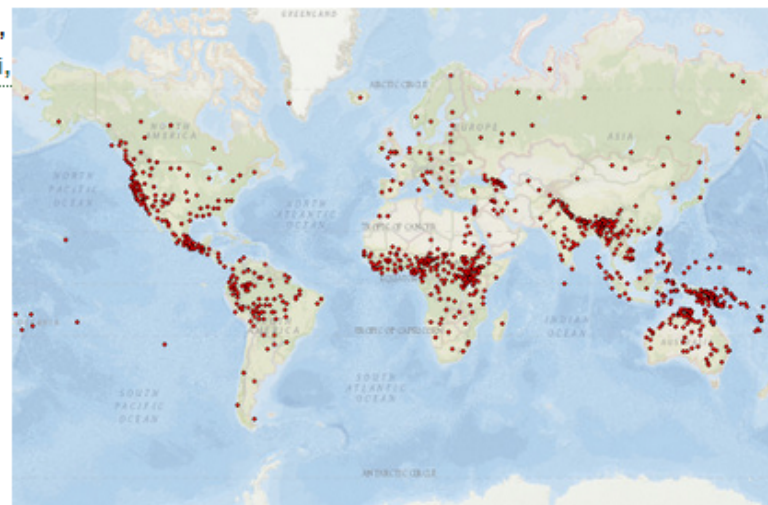 ,
i,
GREENLAND
ARCTIC CIRCLE
NORTH
AMERICA
EUROPE
ASIA
NORTH
PACIFIC
OCEAN
NORTH
ATLANTIC
OCEAN
TROPIC OF CANCER
INDIAN
OCEAN
AMERICA
TROPIC OF CAPRICORN
SOUTH
PACIFIC
OCEAN
SOUTH
ATLANTIC
OCEAN
ANTARCTIC CIRCLE